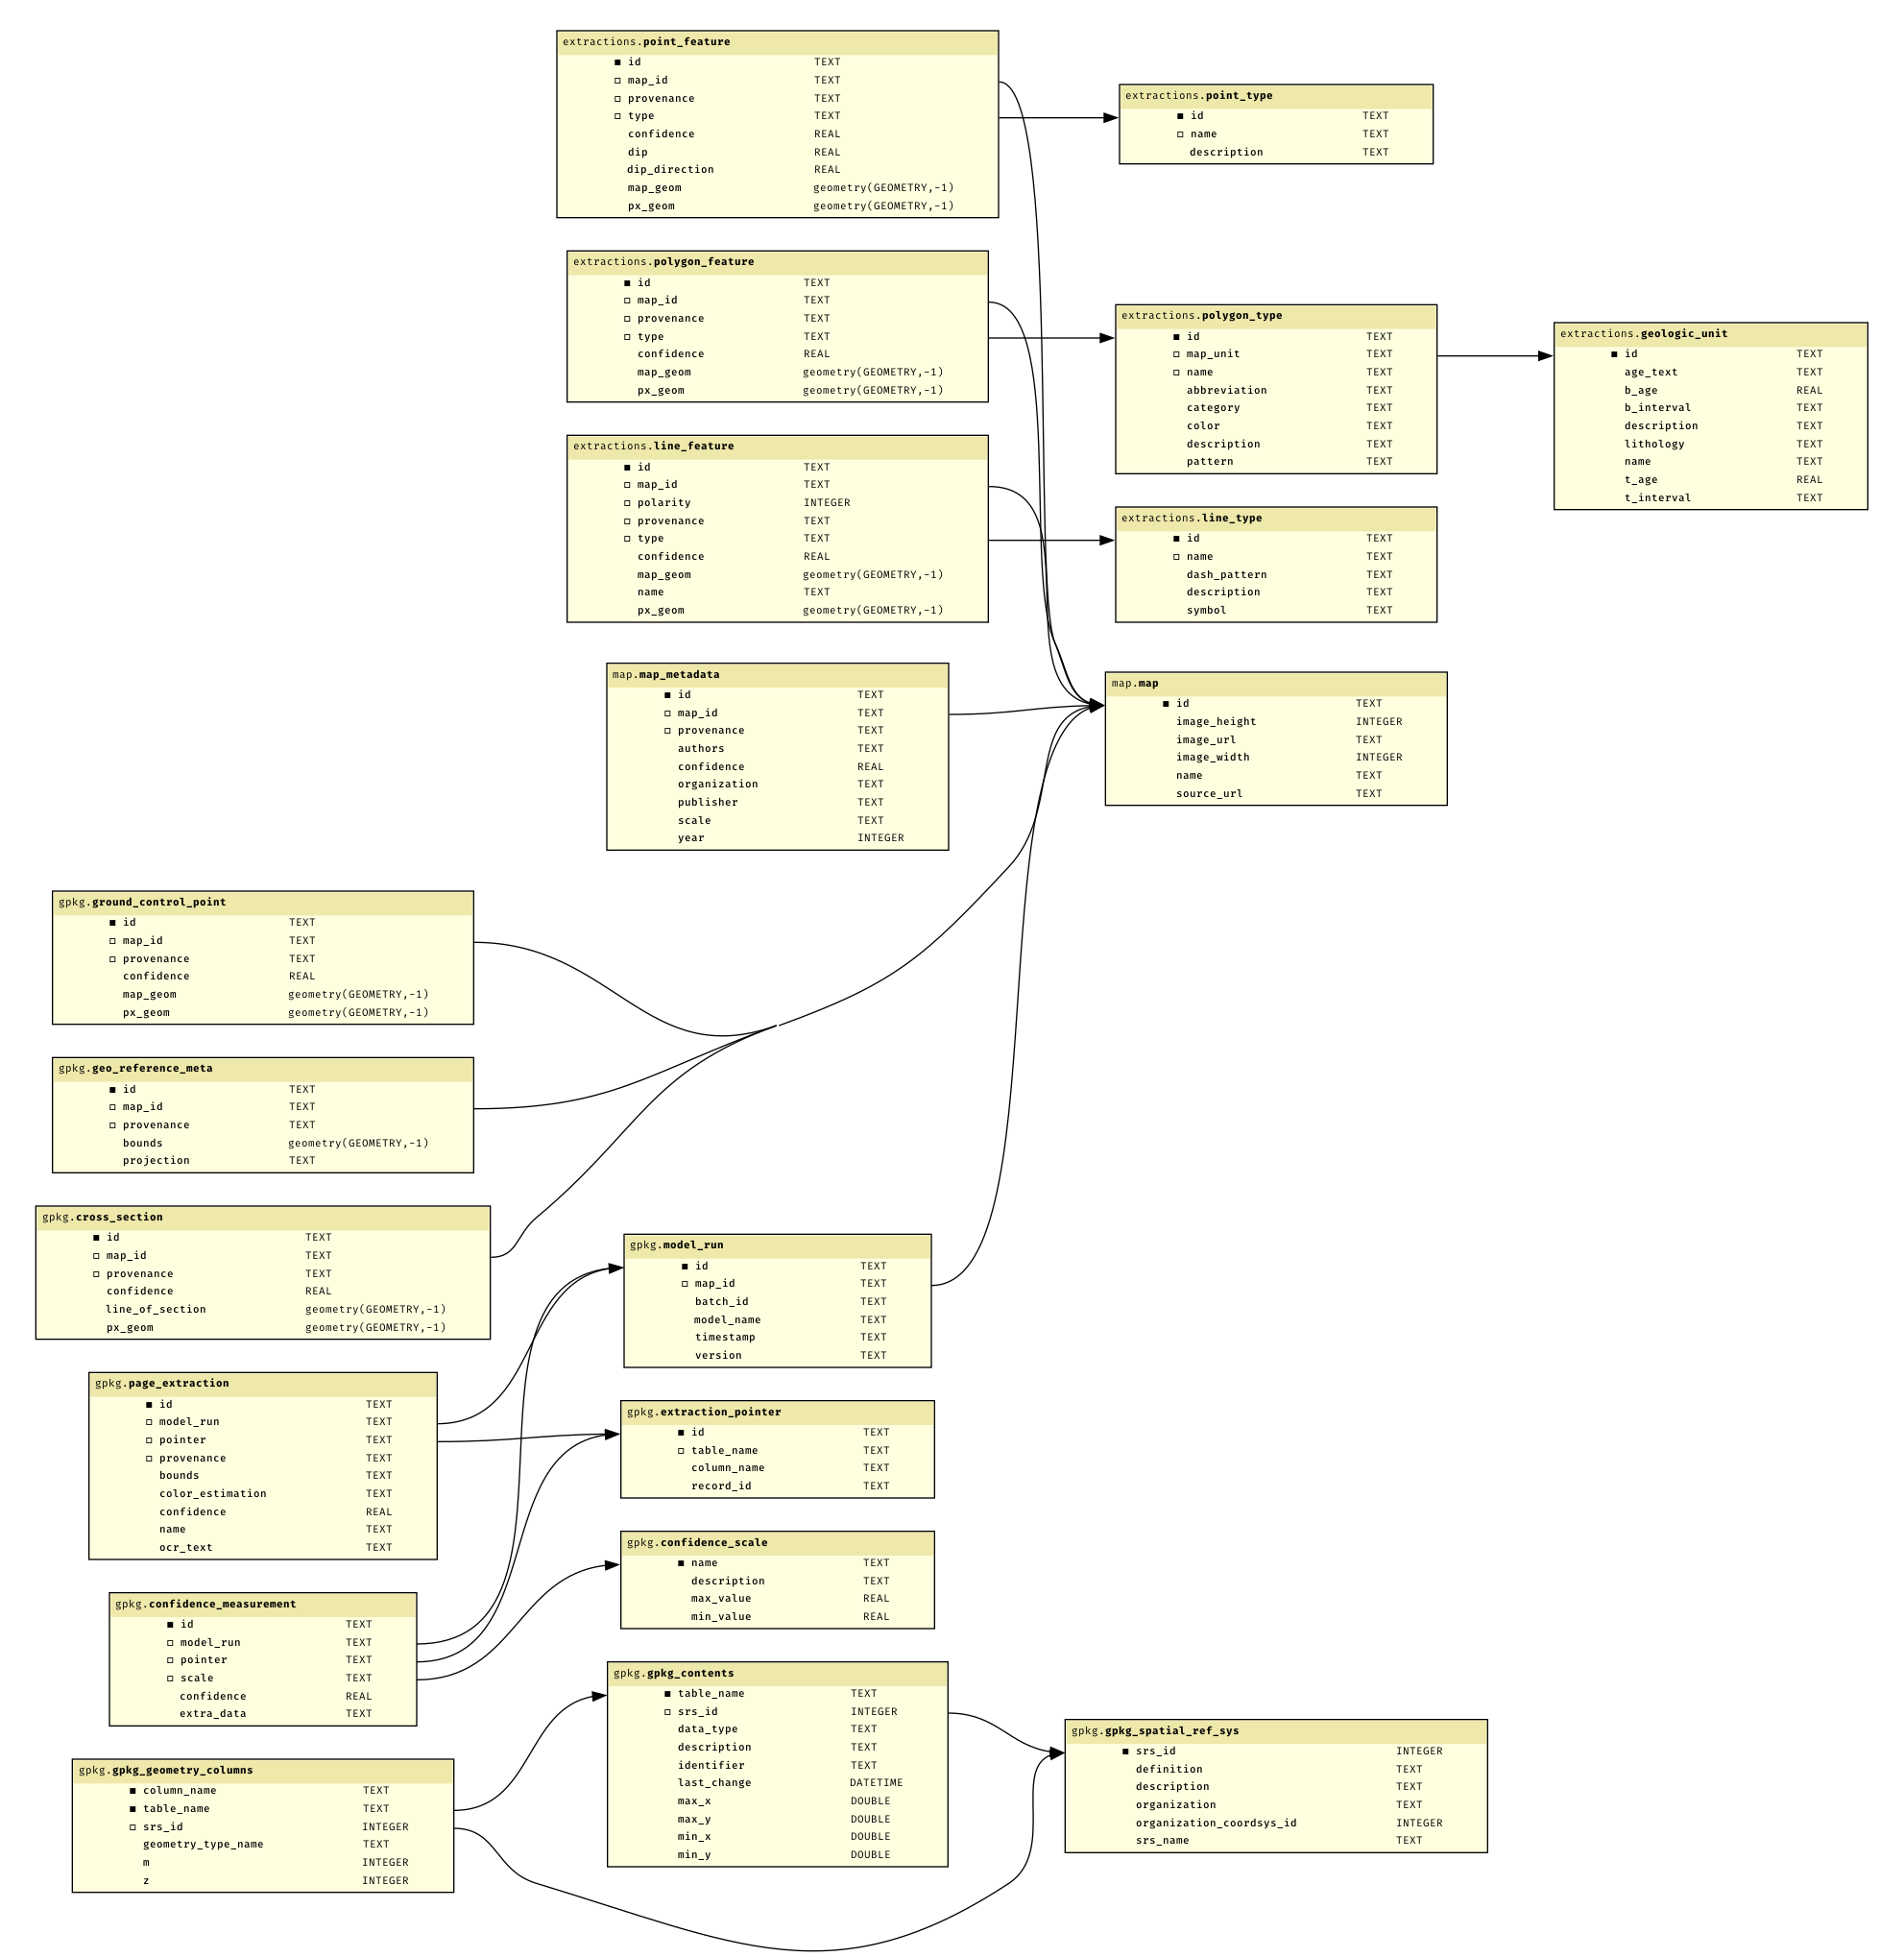 extractions.point_feature
id TEXT
map_id TEXT
provenance TEXT
type TEXT
confidence REAL
dip REAL
dip_direction REAL
map_geom geometry(GEOMETRY,-1)
px_geom geometry(GEOMETRY,-1)
extractions.point_type
id TEXT
name TEXT
description TEXT
extractions.polygon_feature
id TEXT
map_id TEXT
provenance TEXT
type TEXT
confidence REAL
map_geom geometry(GEOMETRY,-1)
px_geom geometry(GEOMETRY,-1)
extractions.polygon_type
id TEXT
map_unit TEXT
name TEXT
abbreviation TEXT
category TEXT
color TEXT
description TEXT
pattern TEXT
extractions.geologic_unit
id TEXT
age_text TEXT
b_age REAL
b_interval TEXT
description TEXT
lithology TEXT
name TEXT
t_age REAL
t_interval TEXT
extractions.line_feature
id TEXT
map_id TEXT
polarity INTEGER
provenance TEXT
type TEXT
confidence REAL
map_geom geometry(GEOMETRY,-1)
name TEXT
px_geom geometry(GEOMETRY,-1)
extractions.line_type
id TEXT
name TEXT
dash_pattern TEXT
description TEXT
symbol TEXT
map.map_metadata
id TEXT
map_id TEXT
provenance TEXT
authors TEXT
confidence REAL
organization TEXT
publisher TEXT
scale TEXT
year INTEGER
map.map
id TEXT
image_height INTEGER
image_url TEXT
image_width INTEGER
name TEXT
source_url TEXT
gpkg.ground_control_point
id TEXT
map_id TEXT
provenance TEXT
confidence REAL
map_geom geometry(GEOMETRY,-1)
px_geom geometry(GEOMETRY,-1)
gpkg.geo_reference_meta
id TEXT
map_id TEXT
provenance TEXT
bounds geometry(GEOMETRY,-1)
projection TEXT
gpkg.cross_section
id TEXT
map_id TEXT
provenance TEXT
confidence REAL
line_of_section geometry(GEOMETRY,-1)
px_geom geometry(GEOMETRY,-1)
gpkg.model_run
id TEXT
map_id TEXT
batch_id TEXT
model_name TEXT
timestamp TEXT
version TEXT
gpkg.page_extraction
id TEXT
model_run TEXT
pointer TEXT
provenance TEXT
bounds TEXT
color_estimation TEXT
confidence REAL
name TEXT
ocr_text TEXT
gpkg.extraction_pointer
id TEXT
table_name TEXT
column_name TEXT
record_id TEXT
gpkg.confidence_scale
name TEXT
description TEXT
max_value REAL
min_value REAL
gpkg.confidence_measurement
id TEXT
model_run TEXT
pointer TEXT
scale TEXT
confidence REAL
extra_data TEXT
gpkg.gpkg_contents
table_name TEXT
srs_id INTEGER
data_type TEXT
description TEXT
identifier TEXT
last_change DATETIME
max_x DOUBLE
max_y DOUBLE
min_x DOUBLE
min_y DOUBLE
gpkg.gpkg_spatial_ref_sys
srs_id INTEGER
definition TEXT
description TEXT
organization TEXT
organization_coordsys_id INTEGER
srs_name TEXT
gpkg.gpkg_geometry_columns
column_name TEXT
table_name TEXT
srs_id INTEGER
geometry_type_name TEXT
m INTEGER
z INTEGER